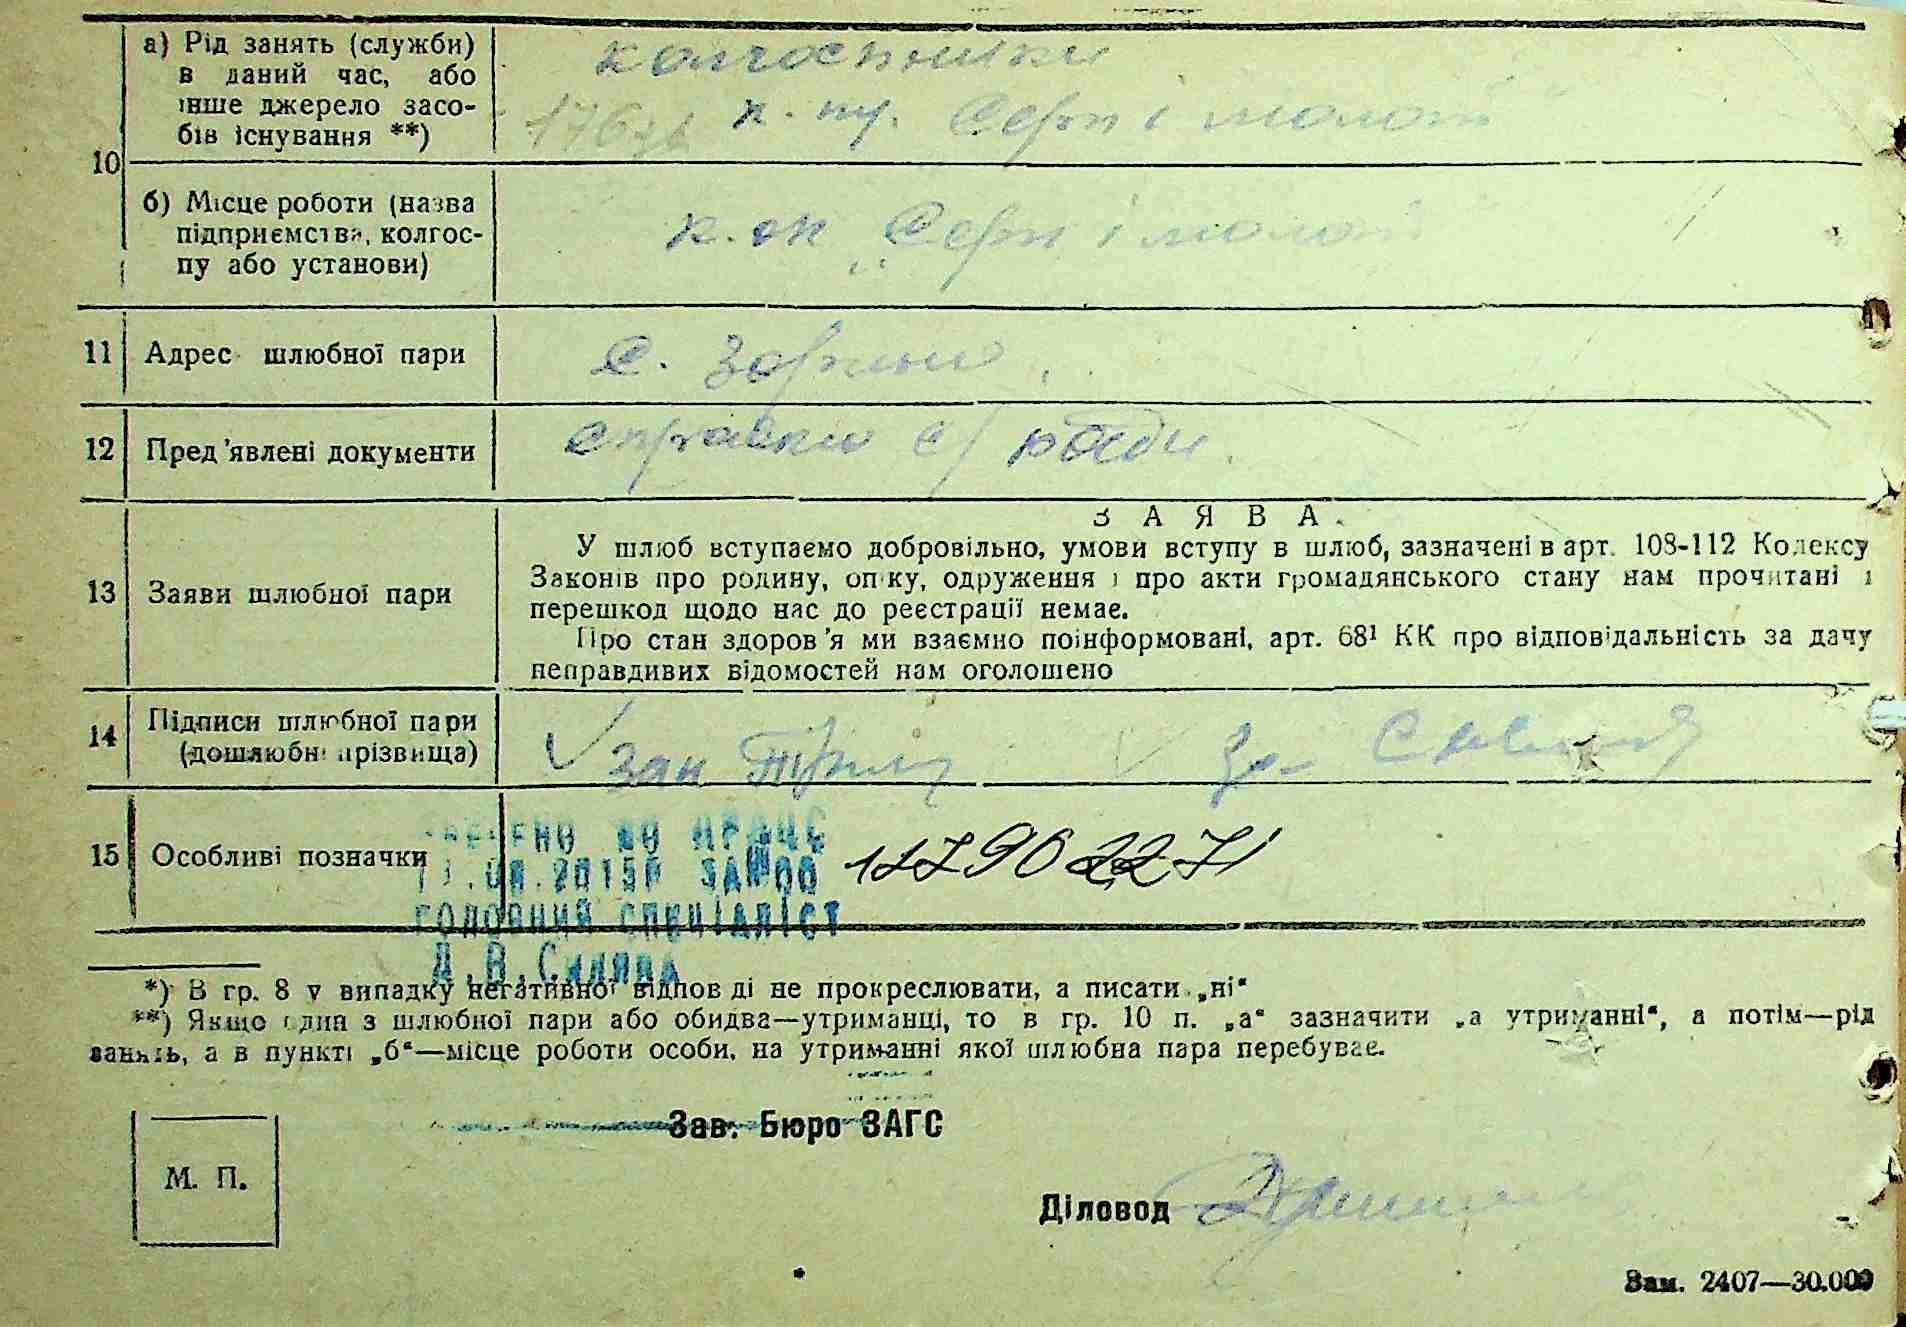 а) Рід занять (служби)
в даний час, або
інше джерело засо-
бів існування **)
колгоспники
Серп і молот
10
б) Місце роботи (назва
підприємства, колгос-
пу або установи)
Серп і молот
11 Адрес шлюбної пари с.
12 Пред'явлені документи справки с/ ради
ЗАЯВА
13 Заяви шлюбної пари
У шлюб вступаємо добровільно, умови вступу в шлюб, зазначені в арт. 108-112 Кодексу
Законів про родину, опіку, одруження і про акти громадянського стану нам прочитані і
перешкод щодо нас до реєстрації немає.
Про стан здоров'я ми взаємно поінформовані, арт. 68¹ КК про відповідальність за дачу
неправдивих відомостей нам оголошено
14 Підписи шлюбної пари
(дошлюбні прізвища)
15 Особливі позначки
ГОЛОВНИЙ СПЕЦІАЛІСТ
*) В гр. 8 у випадку негативної відповіді не прокреслювати, а писати „ні“
**) Якщо один з шлюбної пари або обидва—утриманці, то в гр. 10 п. „а“ зазначити „а утриманні“, а потім—рід
занять, а в пункті „б“—місце роботи особи, на утриманні якої шлюбна пара перебуває.
Зав. Бюро ЗАГС
М. П.
Діловод
Зам. 2407—30.000